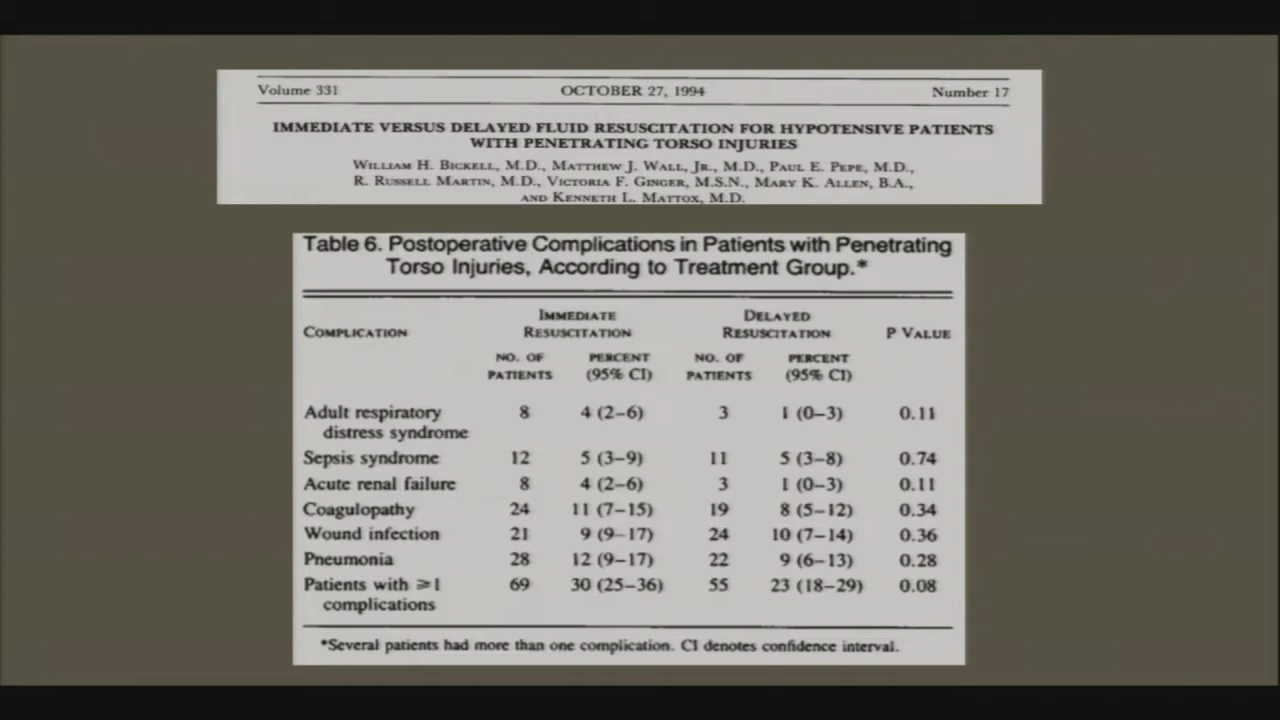 Volume 331 OCTOBER 27, 1994 Number 17
IMMEDIATE VERSUS DELAYED FLUID RESUSCITATION FOR HYPOTENSIVE PATIENTS
WITH PENETRATING TORSO INJURIES
WILLIAM H. BICKELL, M.D., MATTHEW J. WALL, JR., M.D., PAUL E. PEPE, M.D.,
R. RUSSELL MARTIN, M.D., VICTORIA F. GINGER, M.S.N., MARY K. ALLEN, B.A.,
AND KENNETH L. MATTOX, M.D.
Table 6. Postoperative Complications in Patients with Penetrating
Torso Injuries, According to Treatment Group.*
COMPLICATION IMMEDIATE RESUSCITATION DELAYED RESUSCITATION P VALUE
NO. OF PATIENTS PERCENT (95% CI) NO. OF PATIENTS PERCENT (95% CI)
Adult respiratory 8 4 (2–6) 3 1 (0–3) 0.11
distress syndrome
Sepsis syndrome 12 5 (3–9) 11 5 (3–8) 0.74
Acute renal failure 8 4 (2–6) 3 1 (0–3) 0.11
Coagulopathy 24 11 (7–15) 19 8 (5–12) 0.34
Wound infection 21 9 (9–17) 24 10 (7–14) 0.36
Pneumonia 28 12 (9–17) 22 9 (6–13) 0.28
Patients with ≥1 69 30 (25–36) 55 23 (18–29) 0.08
complications
*Several patients had more than one complication. CI denotes confidence interval.